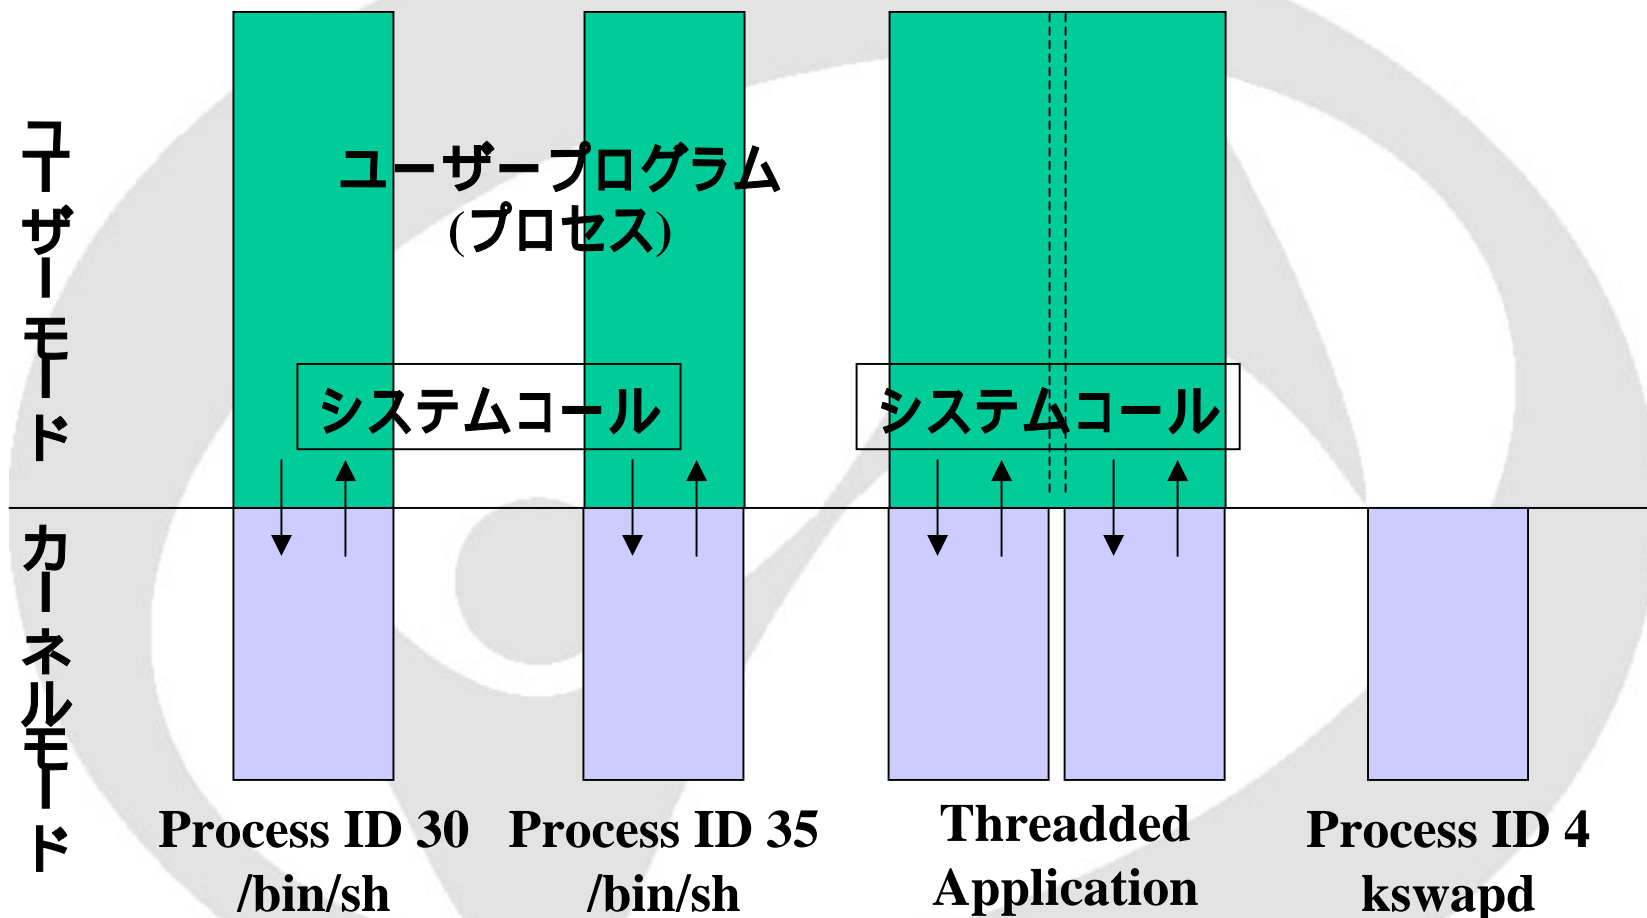 ユーザーモード
ユーザープログラム
(プロセス)
システムコール
システムコール
カーネルモード
Process ID 30
/bin/sh
Process ID 35
/bin/sh
Threadded
Application
Process ID 4
kswapd